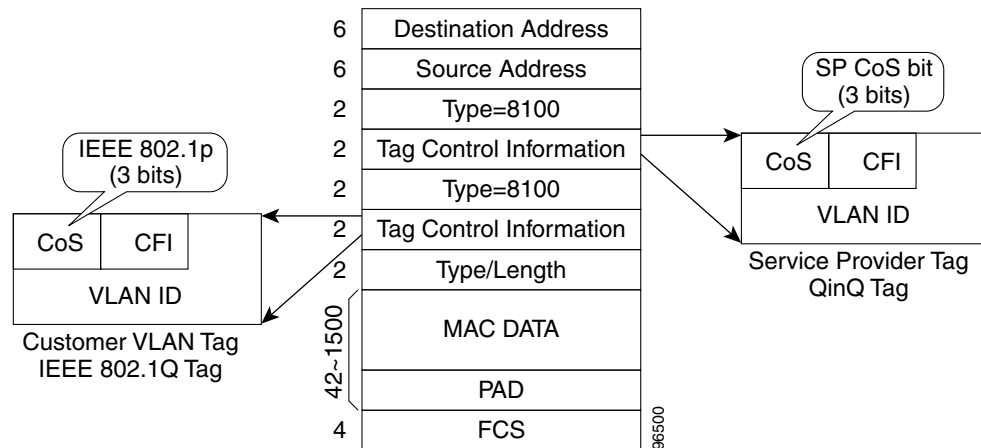 6 Destination Address
6 Source Address
2 Type=8100
2 Tag Control Information
2 Type=8100
2 Tag Control Information
2 Type/Length
42~1500
MAC DATA
PAD
4 FCS
IEEE 802.1p
(3 bits)
CoS CFI
VLAN ID
Customer VLAN Tag
IEEE 802.1Q Tag
SP CoS bit
(3 bits)
CoS CFI
VLAN ID
Service Provider Tag
QinQ Tag
96500